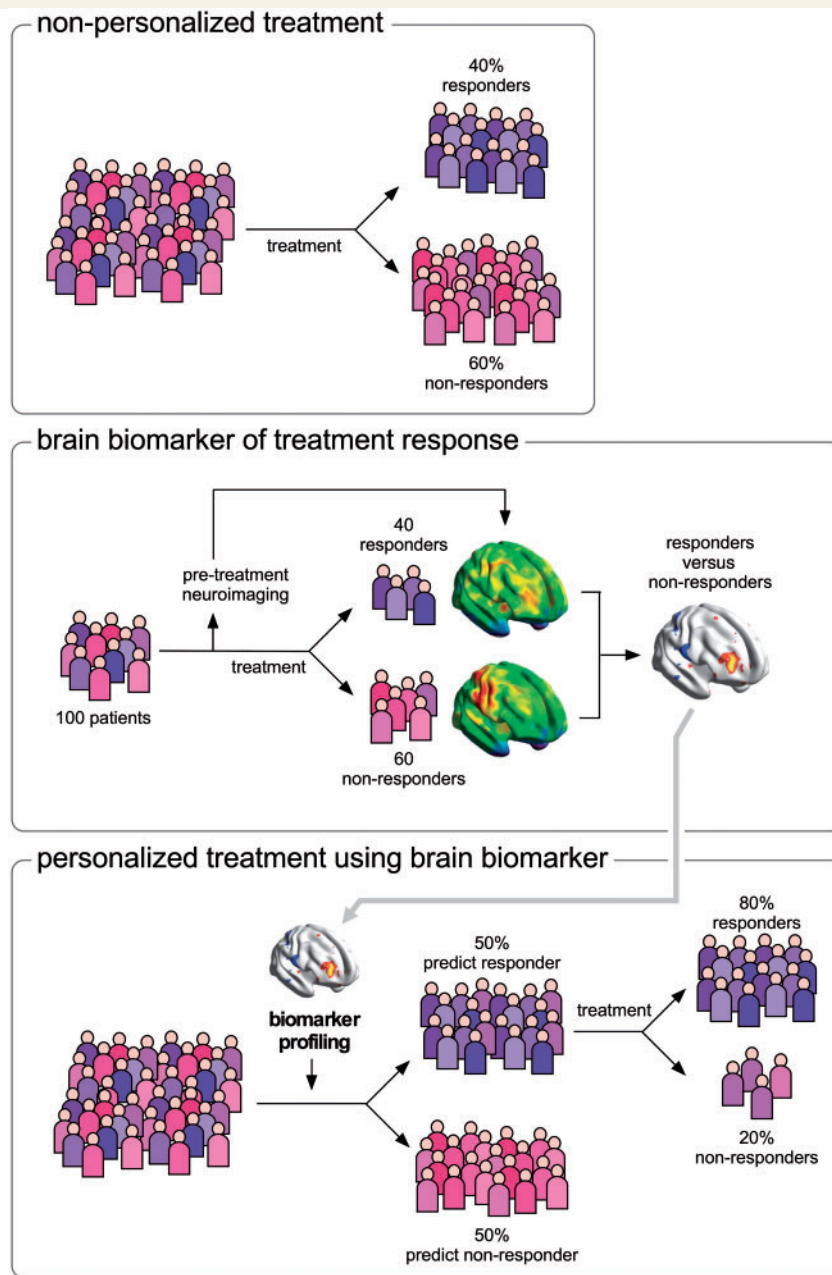 non-personalized treatment
40%
responders
treatment
60%
non-responders
brain biomarker of treatment response
40
responders
responders
versus
non-responders
pre-treatment
neuroimaging
treatment
100 patients
60
non-responders
personalized treatment using brain biomarker
80%
responders
50%
predict responder
treatment
biomarker
profiling
20%
non-responders
50%
predict non-responder